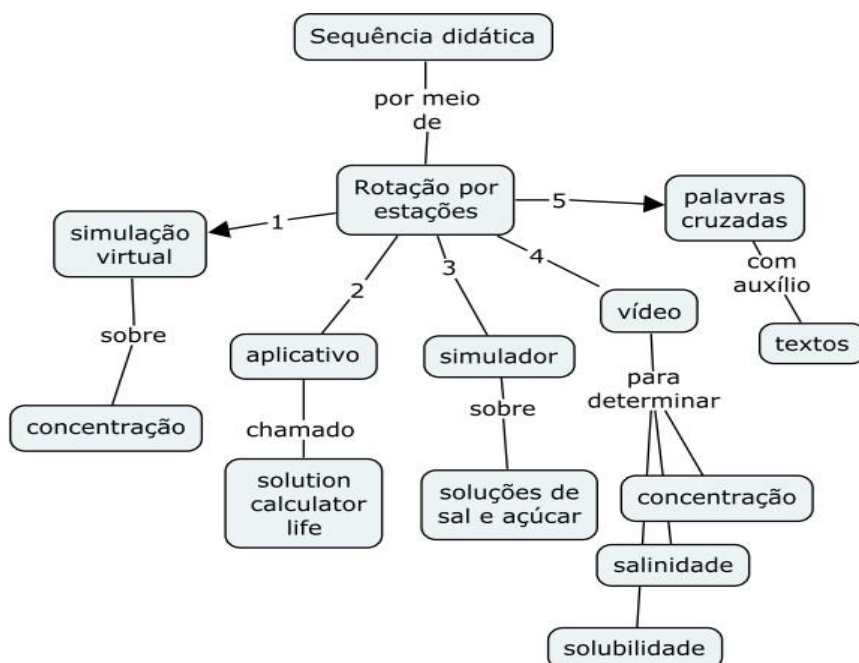 Sequência didática
por meio
de
Rotação por
estações
1
simulação
virtual
sobre
concentração
2
aplicativo
chamado
solution
calculator
life
3
simulador
sobre
soluções de
sal e açúcar
4
vídeo
para
determinar
concentração
salinidade
solubilidade
5
palavras
cruzadas
com
auxílio
textos